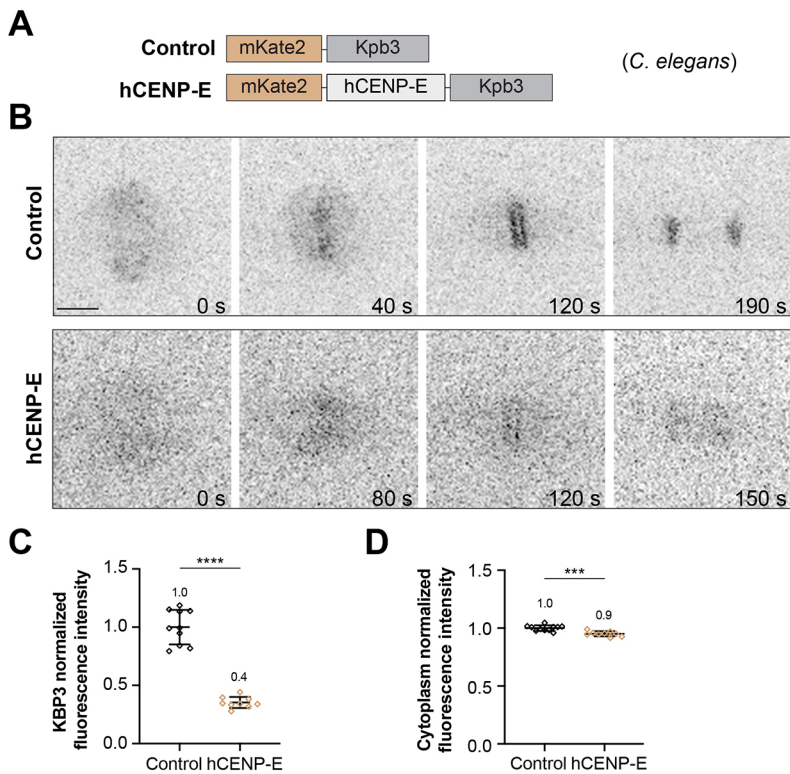 A
Control mKate2 Kpb3
(C. elegans)
hCENP-E mKate2 hCENP-E Kpb3
B
Control
0 s 40 s 120 s 190 s
hCENP-E
0 s 80 s 120 s 150 s
C
KBP3 normalized
fluorescence intensity
1.5
1.0
0.5
0.0
****
1.0
0.4
Control hCENP-E
D
Cytoplasm normalized
fluorescence intensity
1.5
1.0
0.5
0.0
***
1.0
0.9
Control hCENP-E